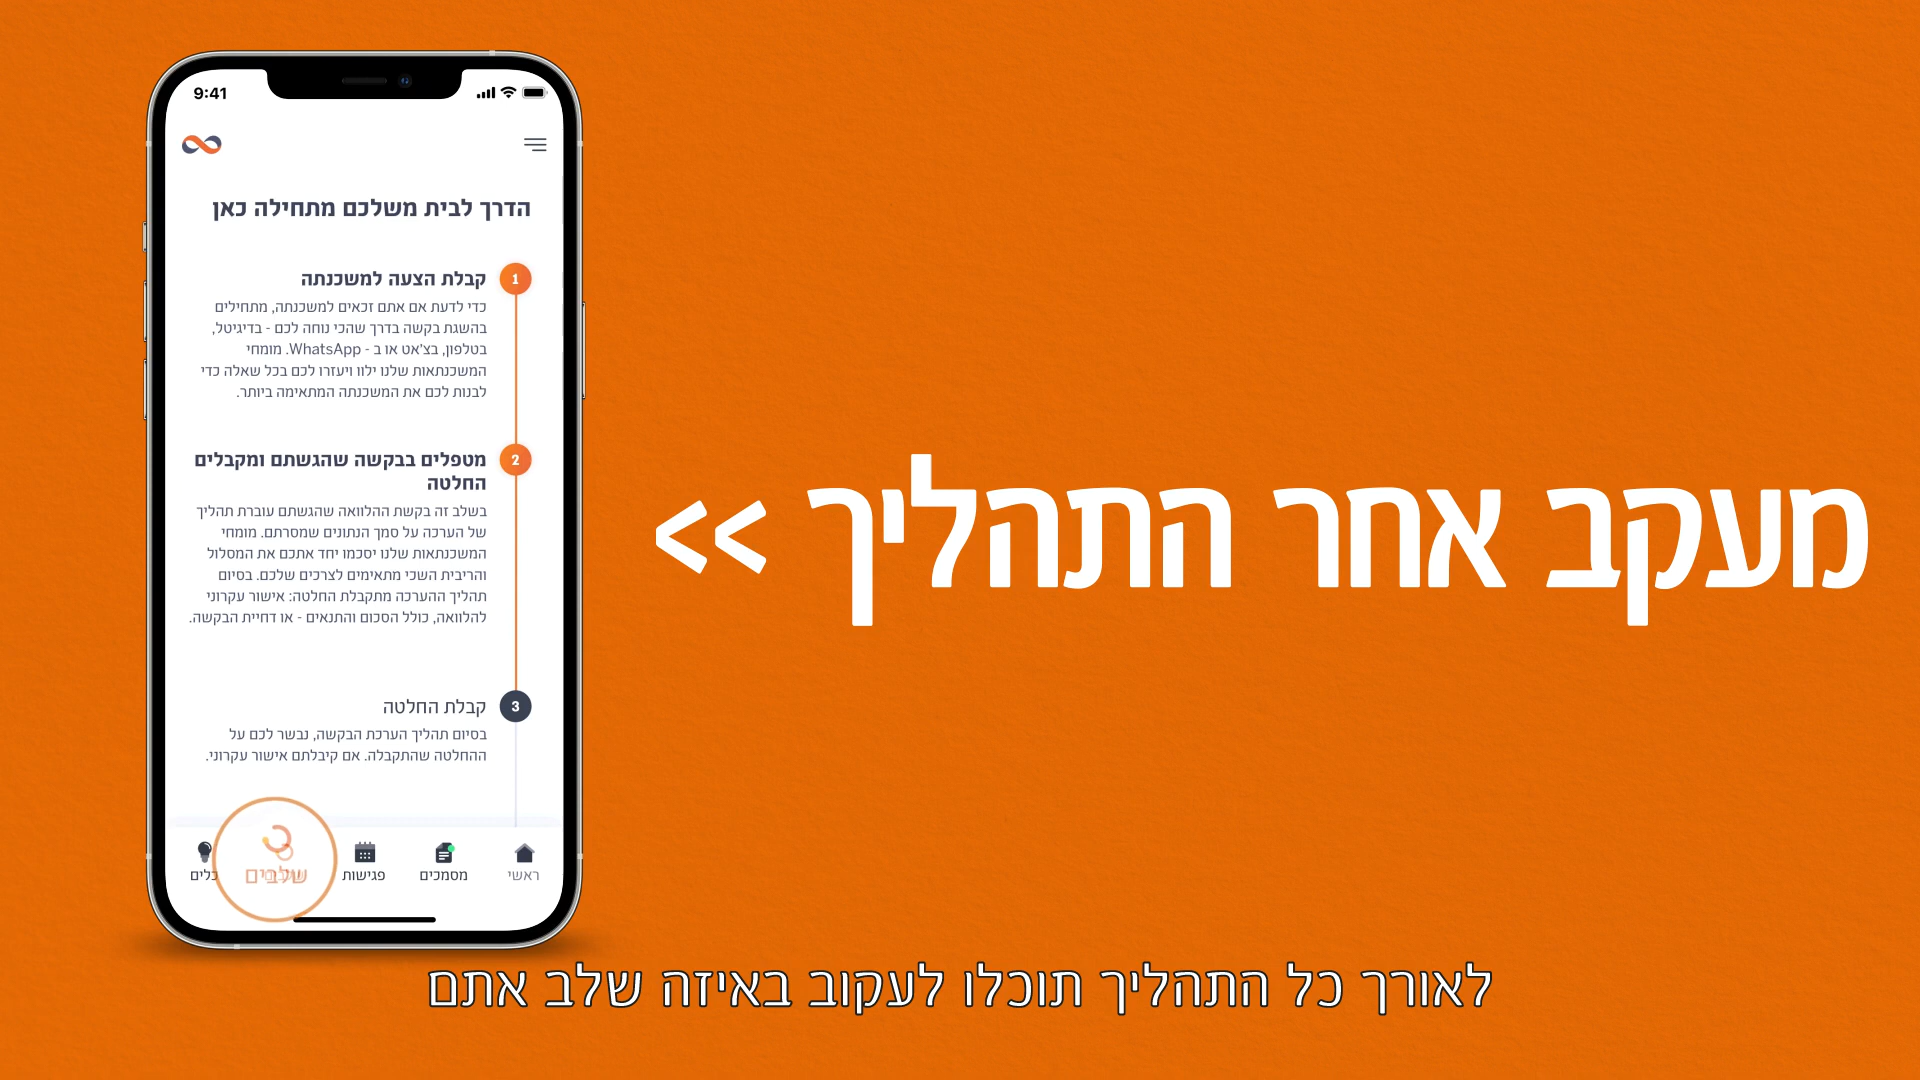 9:41
הדרך לבית משלכם מתחילה כאן
1
קבלת הצעה למשכנתה
כדי לדעת אם אתם זכאים למשכנתה, מתחילים
בהשגת בקשה בדרך שהכי נוחה לכם - בדיגיטל,
בטלפון, בצ'אט או ב - WhatsApp. מומחי
המשכנתאות שלנו ילוו ויעזרו לכם בכל שאלה כדי
לבנות לכם את המשכנתה המתאימה ביותר.
2
מטפלים בבקשה שהגשתם ומקבלים
החלטה
בשלב זה בקשת ההלוואה שהגשתם עוברת תהליך
של הערכה על סמך הנתונים שמסרתם. מומחי
המשכנתאות שלנו יסכמו יחד אתכם את המסלול
והריבית השכי מתאימים לצרכים שלכם. בסיום
תהליך ההערכה מתקבלת החלטה: אישור עקרוני
להלוואה, כולל הסכום והתנאים - או דחיית הבקשה.
3
קבלת החלטה
בסיום תהליך הערכת הבקשה, נבשר לכם על
ההחלטה שהתקבלה. אם קיבלתם אישור עקרוני.
ראשי
מסמכים
פגישות
שלבים
כלים
מעקב אחר התהליך >>
לאורך כל התהליך תוכלו לעקוב באיזה שלב אתם